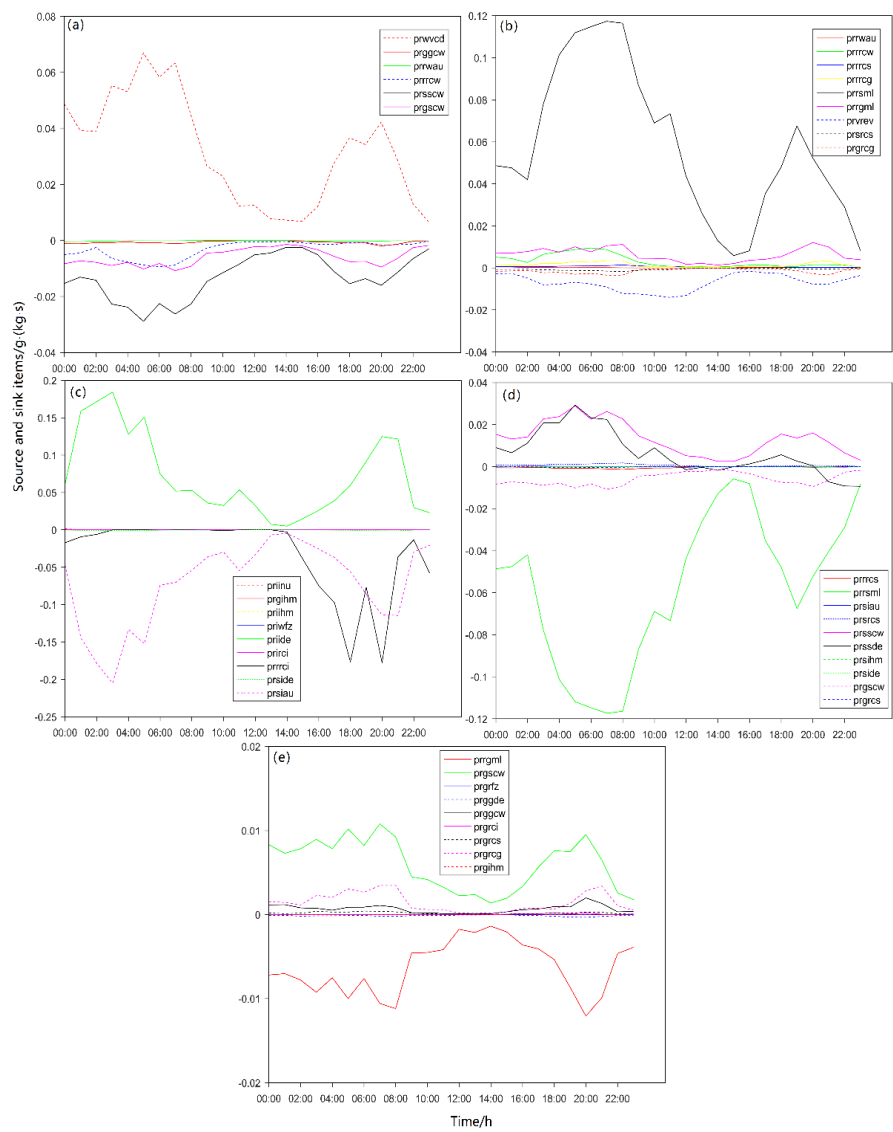 (a)
0.08
0.06
0.04
0.02
0
-0.02
-0.04
prwvcd
prggcw
prrwau
prrrcw
prsscw
prgscw
00:00 02:00 04:00 06:00 08:00 10:00 12:00 14:00 16:00 18:00 20:00 22:00
(b)
0.12
0.1
0.08
0.06
0.04
0.02
0
-0.02
-0.04
prrwau
prrrcw
prrrcs
prrrcg
prrsml
prrgml
prvrev
prsrcs
prgrcg
00:00 02:00 04:00 06:00 08:00 10:00 12:00 14:00 16:00 18:00 20:00 22:00
Source and sink items/g·(kg·s)
(c)
0.2
0.15
0.1
0.05
0
-0.05
-0.1
-0.15
-0.2
-0.25
priinu
prgihm
priihm
priwfz
priide
prirci
prrrci
prside
prsiau
00:00 02:00 04:00 06:00 08:00 10:00 12:00 14:00 16:00 18:00 20:00 22:00
(d)
0.04
0.02
0
-0.02
-0.04
-0.06
-0.08
-0.1
-0.12
prrrcs
prrsml
prsiau
prsrcs
prsscw
prssde
prsihm
prside
prgscw
prgrcs
00:00 02:00 04:00 06:00 08:00 10:00 12:00 14:00 16:00 18:00 20:00 22:00
(e)
0.02
0.01
0
-0.01
-0.02
prrgml
prgscw
prgrfz
prggde
prggcw
prgrci
prgrcs
prgrcg
prgihm
00:00 02:00 04:00 06:00 08:00 10:00 12:00 14:00 16:00 18:00 20:00 22:00
Time/h